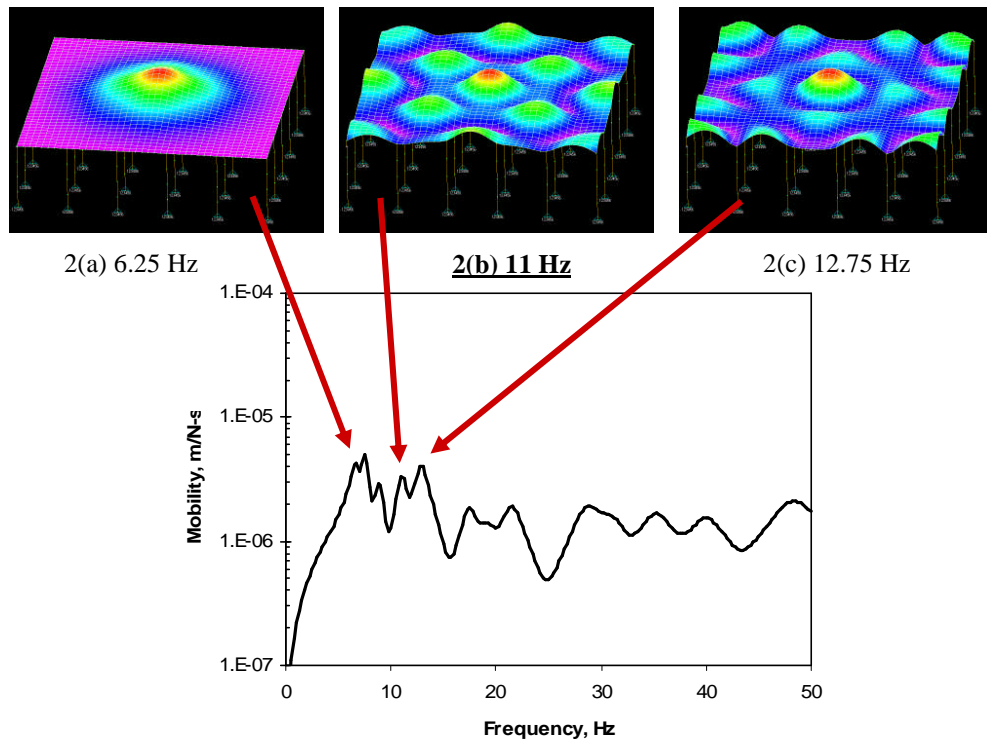 2(a) 6.25 Hz
2(b) 11 Hz
2(c) 12.75 Hz
1.E-04
1.E-05
1.E-06
1.E-07
Mobility, m/N-s
0 10 20 30 40 50
Frequency, Hz